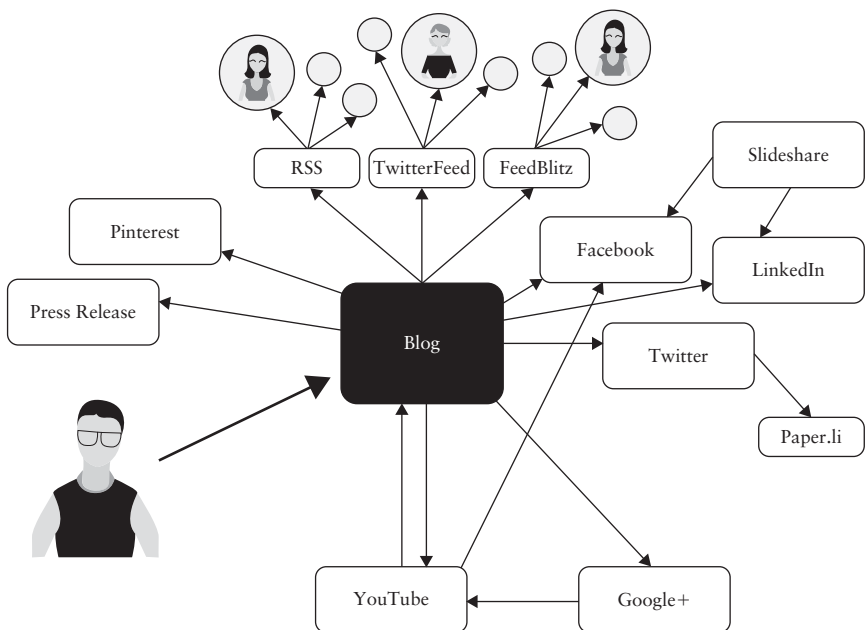 RSS
TwitterFeed
FeedBlitz
Slideshare
Pinterest
Facebook
LinkedIn
Press Release
Blog
Twitter
Paper.li
YouTube
Google+